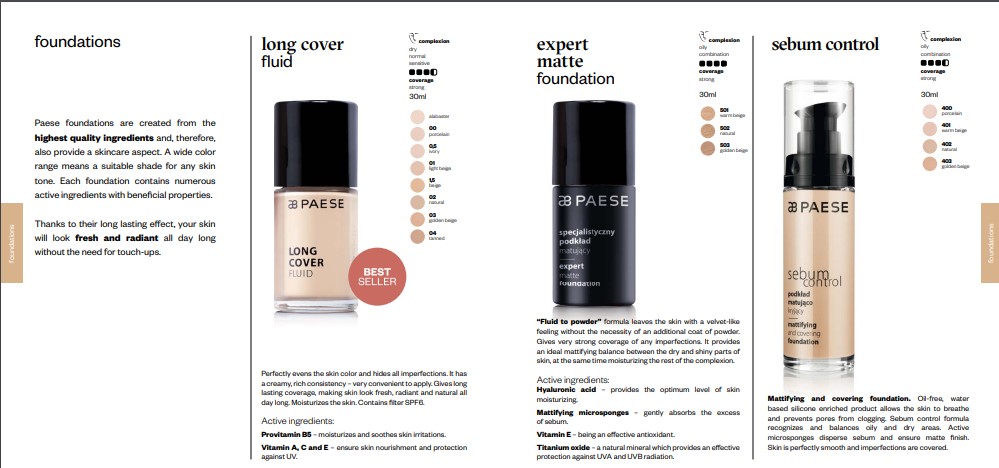 foundations
Paese foundations are created from the
highest quality ingredients and, therefore,
also provide a skincare aspect. A wide color
range means a suitable shade for any skin
tone. Each foundation contains numerous
active ingredients with beneficial properties.
Thanks to their long lasting effect, your skin
will look fresh and radiant all day long
without the need for touch-ups.
foundations
long cover
fluid
complexion
dry
normal
sensitive
coverage
strong
30ml
alabaster
00
porcelain
0,5
ivory
01
light beige
1,5
beige
02
natural
03
golden beige
04
tanned
PAESE
LONG
COVER
FLUID
BEST
SELLER
Perfectly evens the skin color and hides all imperfections. It has
a creamy, rich consistency – very convenient to apply. Gives long
lasting coverage, making skin look fresh, radiant and natural all
day long. Moisturizes the skin. Contains filter SPF6.
Active ingredients:
Provitamin B5 – moisturizes and soothes skin irritations.
Vitamin A, C and E – ensure skin nourishment and protection
against UV.
expert
matte
foundation
complexion
oily
combination
coverage
strong
30ml
501
warm beige
502
natural
503
golden beige
PAESE
specjalistyczny
podkład
matujący
expert
matte
foundation
“Fluid to powder” formula leaves the skin with a velvet-like
feeling without the necessity of an additional coat of powder.
Gives very strong coverage of any imperfections. It provides
an ideal mattifying balance between the dry and shiny parts of
skin, at the same time moisturizing the rest of the complexion.
Active ingredients:
Hyaluronic acid – provides the optimum level of skin
moisturizing.
Mattifying microsponges – gently absorbs the excess
of sebum.
Vitamin E – being an effective antioxidant.
Titanium oxide – a natural mineral which provides an effective
protection against UVA and UVB radiation.
sebum control
complexion
oily
combination
coverage
strong
30ml
400
porcelain
401
warm beige
402
natural
403
golden beige
PAESE
sebum
control
podkład
matująco
kryjący
mattifying
and covering
foundation
Mattifying and covering foundation. Oil-free, water
based silicone enriched product allows the skin to breathe
and prevents pores from clogging. Sebum control formula
recognizes and balances oily and dry areas. Active
microsponges disperse sebum and ensure matte finish.
Skin is perfectly smooth and imperfections are covered.
foundations